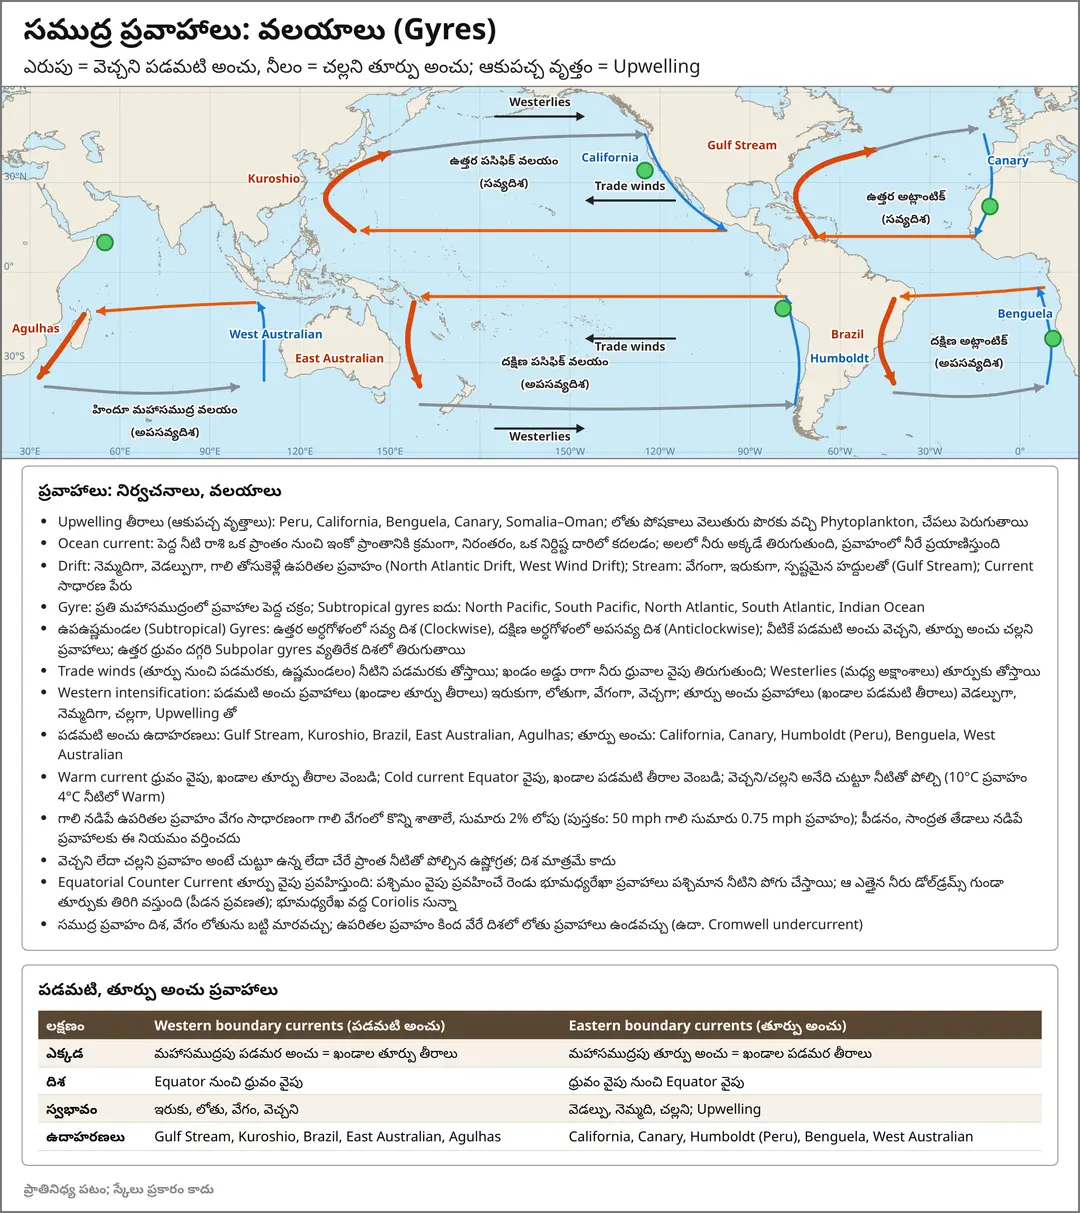 సముద్ర ప్రవాహాలు: వలయాలు (Gyres)
ఎరుపు = వెచ్చని పడమటి అంచు, నీలం = చల్లని తూర్పు అంచు; ఆకుపచ్చ వృత్తం = Upwelling
Westerlies
Gulf Stream
ఉత్తర పసిఫిక్ వలయం
California
Canary
Kuroshio
(సవ్యదిశ)
Trade winds
30°N
ఉత్తర అట్లాంటిక్
(సవ్యదిశ)
0°
Agulhas
West Australian
Benguela
Brazil
East Australian
Trade winds
దక్షిణ అట్లాంటిక్
30°S
దక్షిణ పసిఫిక్ వలయం
Humboldt
(అపసవ్యదిశ)
(అపసవ్యదిశ)
హిందూ మహాసముద్ర వలయం
(అపసవ్యదిశ)
Westerlies
30°E 60°E 90°E 120°E 150°E 150°W 120°W 90°W 60°W 30°W 0°
ప్రవాహాలు: నిర్వచనాలు, వలయాలు
• Upwelling తీరాలు (ఆకుపచ్చ వృత్తాలు): Peru, California, Benguela, Canary, Somalia–Oman; లోతు పోషకాలు వెలుతురు పొరకు వచ్చి Phytoplankton, చేపలు పెరుగుతాయి
• Ocean current: పెద్ద నీటి రాశి ఒక ప్రాంతం నుంచి ఇంకో ప్రాంతానికి క్రమంగా, నిరంతరం, ఒక నిర్దిష్ట దారిలో కదలడం; అలలో నీరు అక్కడే తిరుగుతుంది, ప్రవాహంలో నీరే ప్రయాణిస్తుంది
• Drift: నెమ్మదిగా, వెడల్పుగా, గాలి తోసుకెళ్లే ఉపరితల ప్రవాహం (North Atlantic Drift, West Wind Drift); Stream: వేగంగా, ఇరుకుగా, స్పష్టమైన హద్దులతో (Gulf Stream); Current
సాధారణ పేరు
• Gyre: ప్రతి మహాసముద్రంలో ప్రవాహాల పెద్ద చక్రం; Subtropical gyres ఐదు: North Pacific, South Pacific, North Atlantic, South Atlantic, Indian Ocean
• ఉపఉష్ణమండల (Subtropical) Gyres: ఉత్తర అర్ధగోళంలో సవ్య దిశ (Clockwise), దక్షిణ అర్ధగోళంలో అపసవ్య దిశ (Anticlockwise); వీటికే పడమటి అంచు వెచ్చని, తూర్పు అంచు చల్లని
ప్రవాహాలు; ఉత్తర ధ్రువం దగ్గరి Subpolar gyres వ్యతిరేక దిశలో తిరుగుతాయి
• Trade winds (తూర్పు నుంచి పడమరకు, ఉష్ణమండలం) నీటిని పడమరకు తోస్తాయి; ఖండం అడ్డు రాగా నీరు ధ్రువాల వైపు తిరుగుతుంది; Westerlies (మధ్య అక్షాంశాలు) తూర్పుకు తోస్తాయి
• Western intensification: పడమటి అంచు ప్రవాహాలు (ఖండాల తూర్పు తీరాలు) ఇరుకుగా, లోతుగా, వేగంగా, వెచ్చగా; తూర్పు అంచు ప్రవాహాలు (ఖండాల పడమటి తీరాలు) వెడల్పుగా,
నెమ్మదిగా, చల్లగా, Upwelling తో
• పడమటి అంచు ఉదాహరణలు: Gulf Stream, Kuroshio, Brazil, East Australian, Agulhas; తూర్పు అంచు: California, Canary, Humboldt (Peru), Benguela, West
Australian
• Warm current ధ్రువం వైపు, ఖండాల తూర్పు తీరాల వెంబడి; Cold current Equator వైపు, ఖండాల పడమటి తీరాల వెంబడి; వెచ్చని/చల్లని అనేది చుట్టూ నీటితో పోల్చి (10°C ప్రవాహం
4°C నీటిలో Warm)
• గాలి నడిపే ఉపరితల ప్రవాహం వేగం సాధారణంగా గాలి వేగంలో కొన్ని శాతాలే, సుమారు 2% లోపు (పుస్తకం: 50 mph గాలి సుమారు 0.75 mph ప్రవాహం); పీడనం, సాంద్రత తేడాలు నడిపే
ప్రవాహాలకు ఈ నియమం వర్తించదు
• వెచ్చని లేదా చల్లని ప్రవాహం అంటే చుట్టూ ఉన్న లేదా చేరే ప్రాంత నీటితో పోల్చిన ఉష్ణోగ్రత; దిశ మాత్రమే కాదు
• Equatorial Counter Current తూర్పు వైపు ప్రవహిస్తుంది: పశ్చిమం వైపు ప్రవహించే రెండు భూమధ్యరేఖా ప్రవాహాలు పశ్చిమాన నీటిని పోగు చేస్తాయి; ఆ ఎత్తైన నీరు డోల్‌డ్రమ్స్ గుండా
తూర్పుకు తిరిగి వస్తుంది (పీడన ప్రవణత); భూమధ్యరేఖ వద్ద Coriolis సున్నా
• సముద్ర ప్రవాహం దిశ, వేగం లోతును బట్టి మారవచ్చు; ఉపరితల ప్రవాహం కింద వేరే దిశలో లోతు ప్రవాహాలు ఉండవచ్చు (ఉదా. Cromwell undercurrent)
పడమటి, తూర్పు అంచు ప్రవాహాలు
లక్షణం Western boundary currents (పడమటి అంచు) Eastern boundary currents (తూర్పు అంచు)
ఎక్కడ మహాసముద్రపు పడమర అంచు = ఖండాల తూర్పు తీరాలు మహాసముద్రపు తూర్పు అంచు = ఖండాల పడమర తీరాలు
దిశ Equator నుంచి ధ్రువం వైపు ధ్రువం వైపు నుంచి Equator వైపు
స్వభావం ఇరుకు, లోతు, వేగం, వెచ్చని వెడల్పు, నెమ్మది, చల్లని; Upwelling
ఉదాహరణలు Gulf Stream, Kuroshio, Brazil, East Australian, Agulhas California, Canary, Humboldt (Peru), Benguela, West Australian
ప్రాతినిధ్య పటం; స్కేలు ప్రకారం కాదు